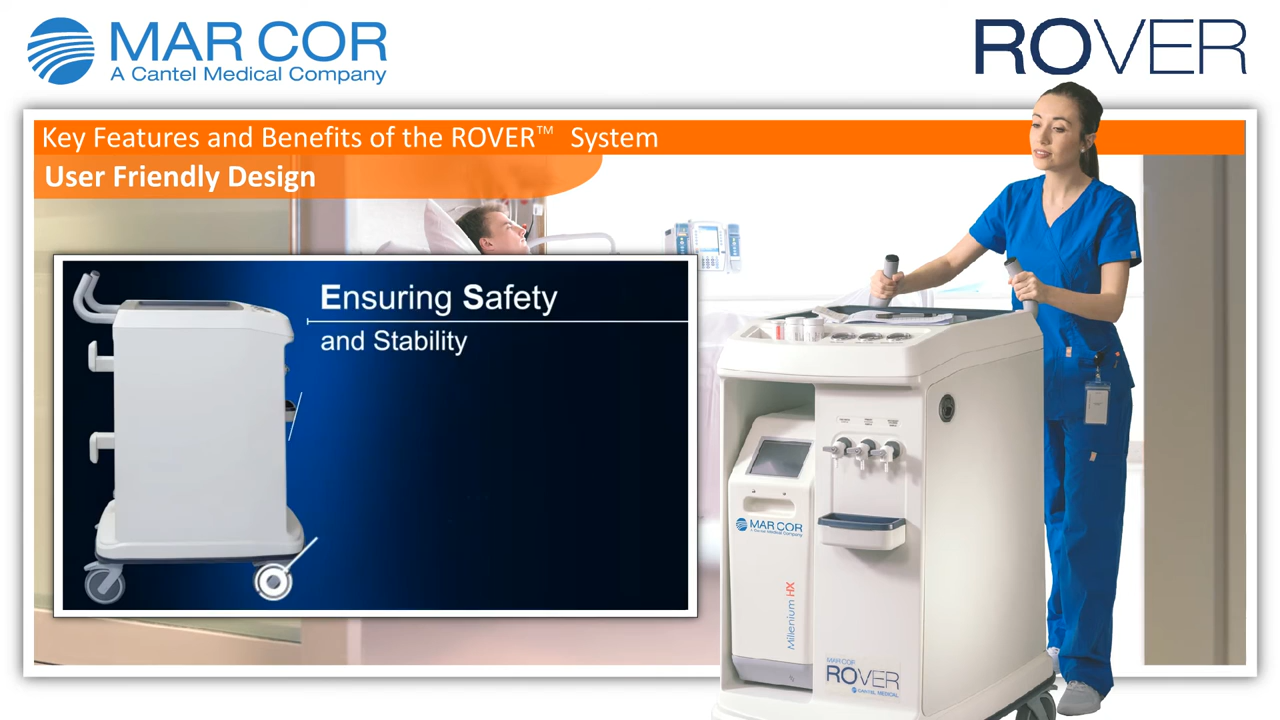 MAR COR
A Cantel Medical Company
ROVER
Key Features and Benefits of the ROVER™ System
User Friendly Design
Ensuring Safety
and Stability
MAR COR
A Cantel Medical Company
Millenium HX
MAR COR
ROVER
CANTEL MEDICAL